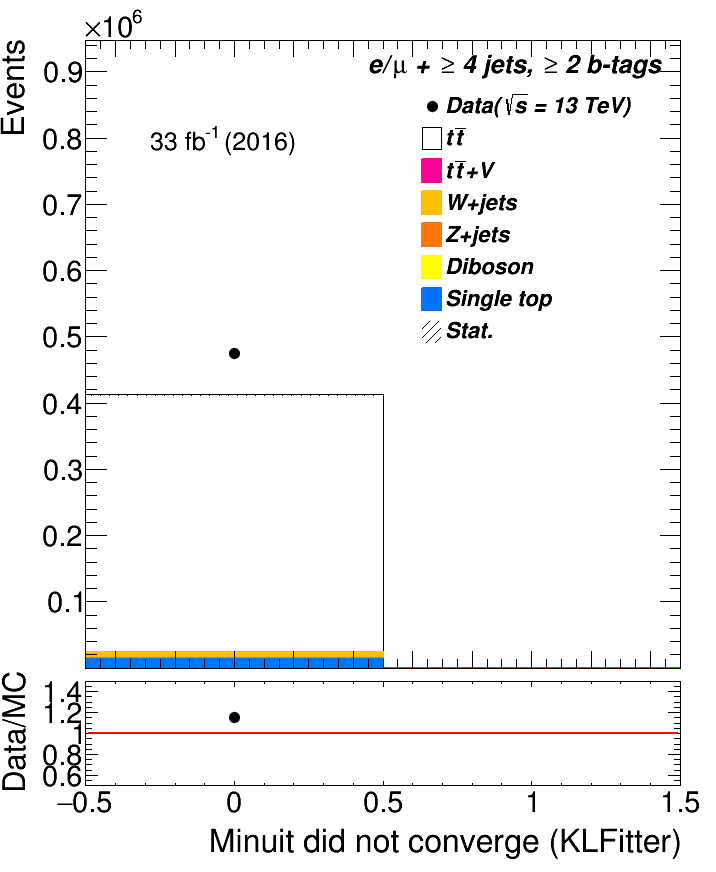 ×10⁶
Events
e/μ + ≥ 4 jets, ≥ 2 b-tags
Data(√s = 13 TeV)
33 fb⁻¹ (2016)
tt̅
tt̅+V
W+jets
Z+jets
Diboson
Single top
Stat.
0.9
0.8
0.7
0.6
0.5
0.4
0.3
0.2
0.1
Data/MC
1.4
1.2
1
0.8
0.6
−0.5 0 0.5 1 1.5
Minuit did not converge (KLFitter)